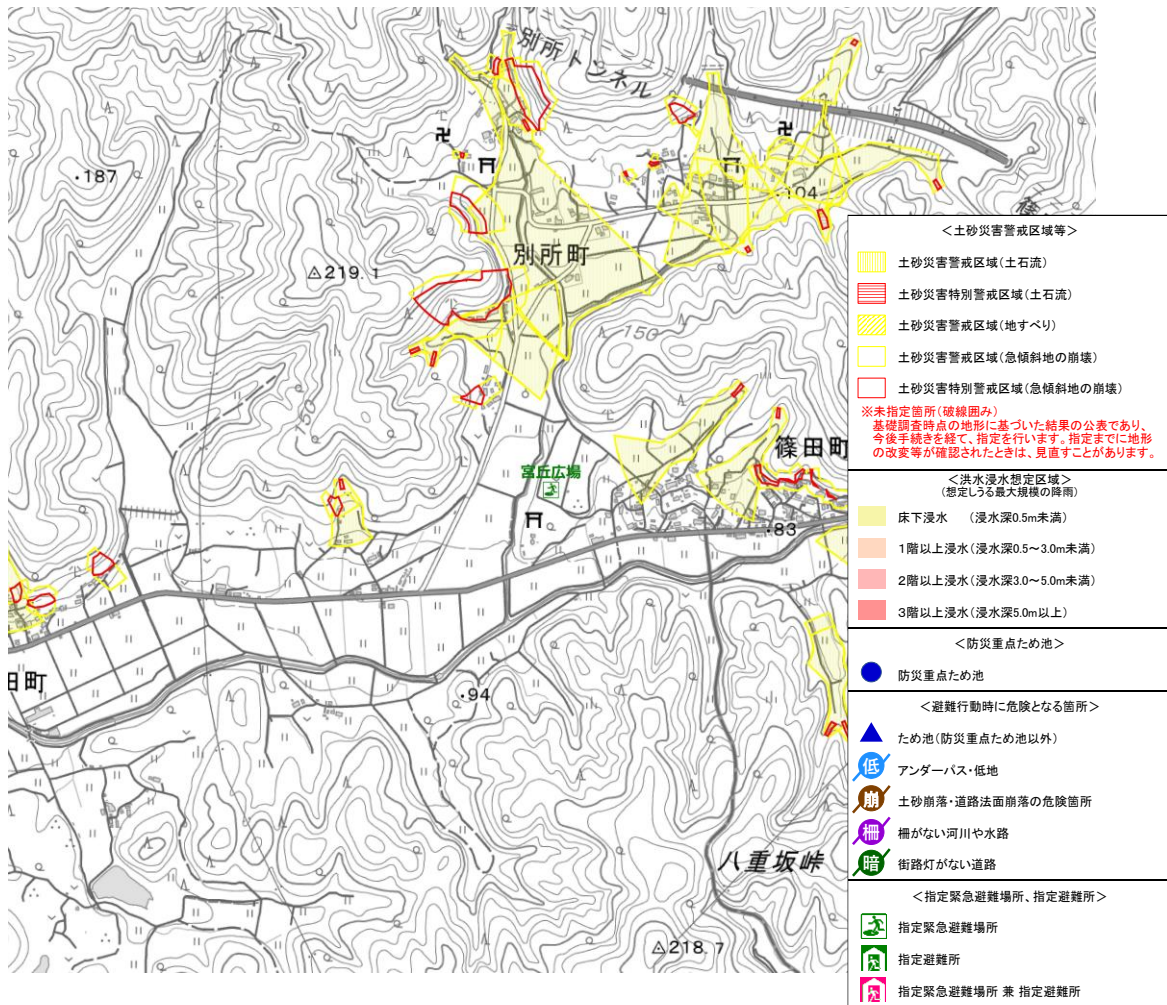 別所トンネル
・187
別所町
104
篠
△219.1
150
150
篠田町
宮丘広場
・83
田町
・94
八重坂峠
△218.7
＜土砂災害警戒区域等＞
土砂災害警戒区域（土石流）
土砂災害特別警戒区域（土石流）
土砂災害警戒区域（地すべり）
土砂災害警戒区域（急傾斜地の崩壊）
土砂災害特別警戒区域（急傾斜地の崩壊）
※未指定箇所（破線囲み）
基礎調査時点の地形に基づいた結果の公表であり、
今後手続きを経て、指定を行います。指定までに地形
の改変等が確認されたときは、見直すことがあります。
＜洪水浸水想定区域＞
（想定しうる最大規模の降雨）
床下浸水　（浸水深0.5m未満）
1階以上浸水（浸水深0.5～3.0m未満）
2階以上浸水（浸水深3.0～5.0m未満）
3階以上浸水（浸水深5.0m以上）
＜防災重点ため池＞
防災重点ため池
＜避難行動時に危険となる箇所＞
ため池（防災重点ため池以外）
低 アンダーパス・低地
崩 土砂崩落・道路法面崩落の危険箇所
柵 柵がない河川や水路
暗 街路灯がない道路
＜指定緊急避難場所、指定避難所＞
指定緊急避難場所
指定避難所
指定緊急避難場所 兼 指定避難所